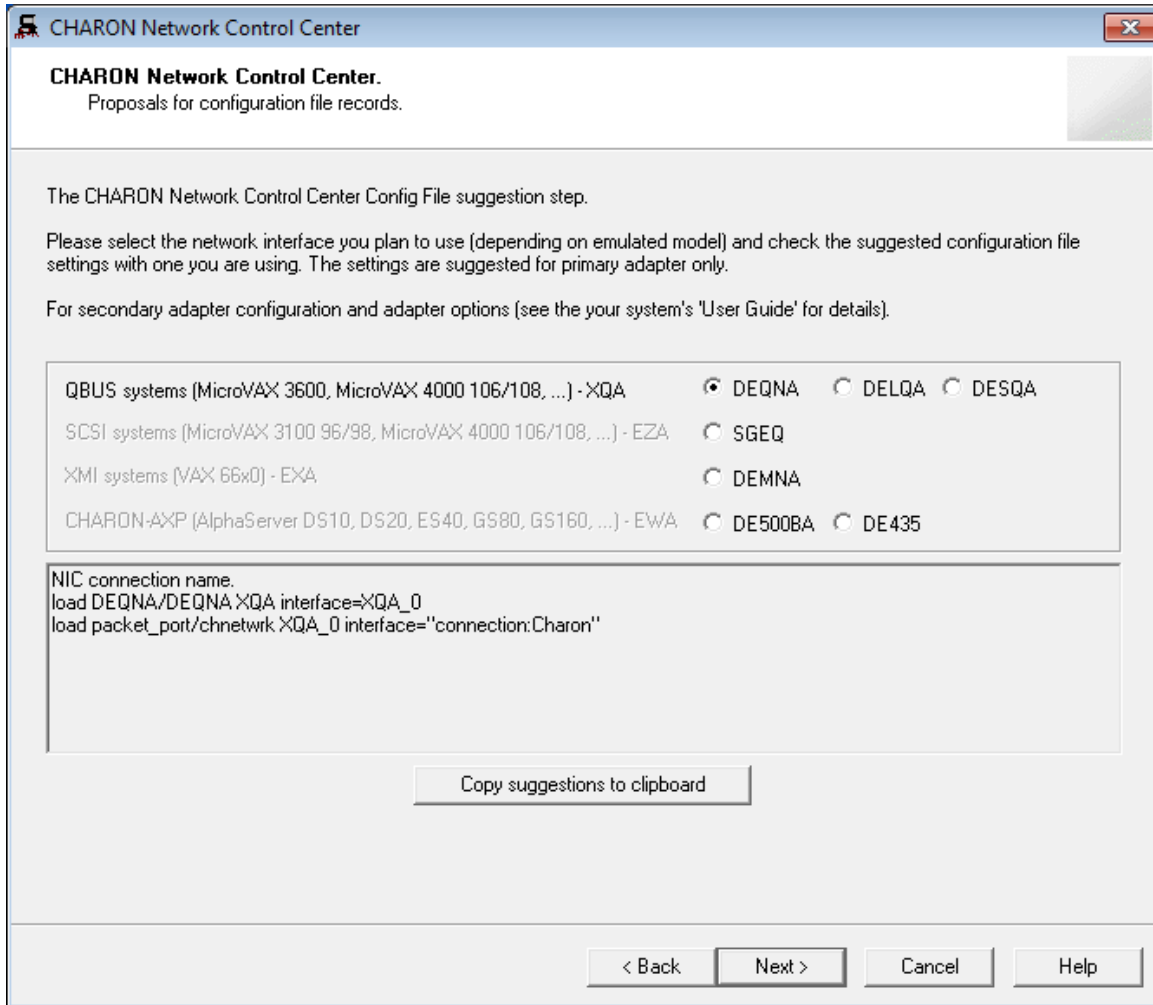 CHARON Network Control Center
CHARON Network Control Center.
Proposals for configuration file records.
The CHARON Network Control Center Config File suggestion step.
Please select the network interface you plan to use (depending on emulated model) and check the suggested configuration file
settings with one you are using. The settings are suggested for primary adapter only.
For secondary adapter configuration and adapter options (see the your system's 'User Guide' for details).
QBUS systems (MicroVAX 3600, MicroVAX 4000 106/108, ...) - XQA DEQNA DELQA DESQA
SCSI systems (MicroVAX 3100 96/98, MicroVAX 4000 106/108, ...) - EZA SGEQ
XMI systems (VAX 66x0) - EXA DEMNA
CHARON-AXP (AlphaServer DS10, DS20, ES40, GS80, GS160, ...) - EWA DE500BA DE435
NIC connection name.
load DEQNA/DEQNA XQA interface=XQA_0
load packet_port/chnetwrk XQA_0 interface="connection:Charon"
Copy suggestions to clipboard
< Back Next > Cancel Help